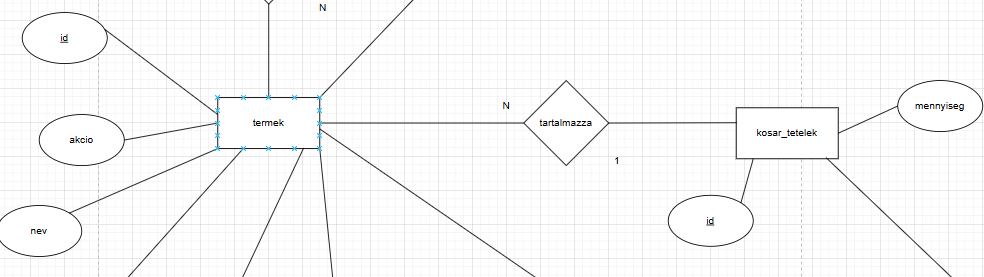 N
id
termek
akcio
nev
N
tartalmazza
1
kosar_tetelek
mennyiseg
id